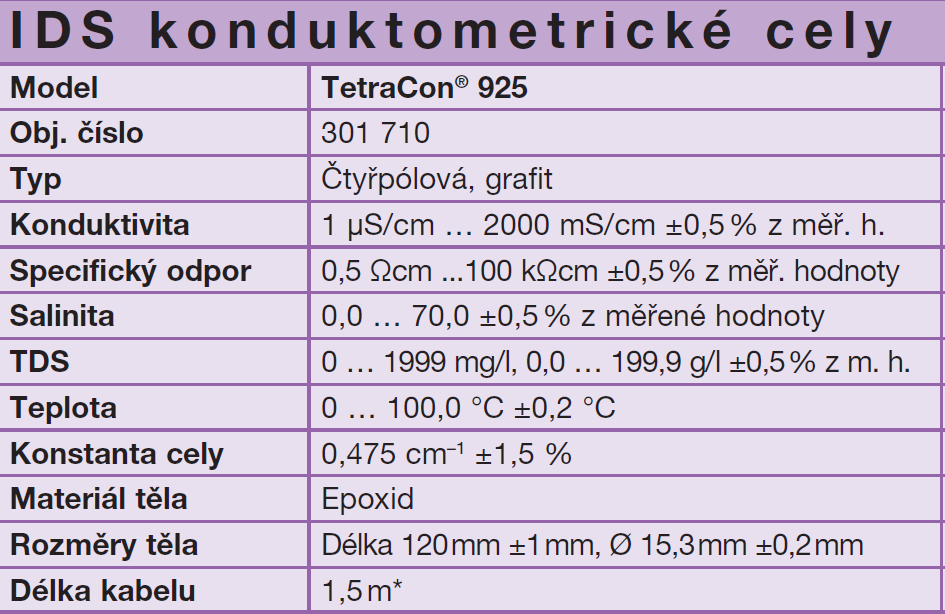 IDS konduktometrické cely
Model TetraCon® 925
Obj. číslo 301 710
Typ Čtyřpólová, grafit
Konduktivita 1 µS/cm … 2000 mS/cm ±0,5 % z měř. h.
Specifický odpor 0,5 Ωcm ...100 kΩcm ±0,5 % z měř. hodnoty
Salinita 0,0 … 70,0 ±0,5 % z měřené hodnoty
TDS 0 … 1999 mg/l, 0,0 … 199,9 g/l ±0,5 % z m. h.
Teplota 0 … 100,0 °C ±0,2 °C
Konstanta cely 0,475 cm⁻¹ ±1,5 %
Materiál těla Epoxid
Rozměry těla Délka 120 mm ±1 mm, Ø 15,3 mm ±0,2 mm
Délka kabelu 1,5 m*